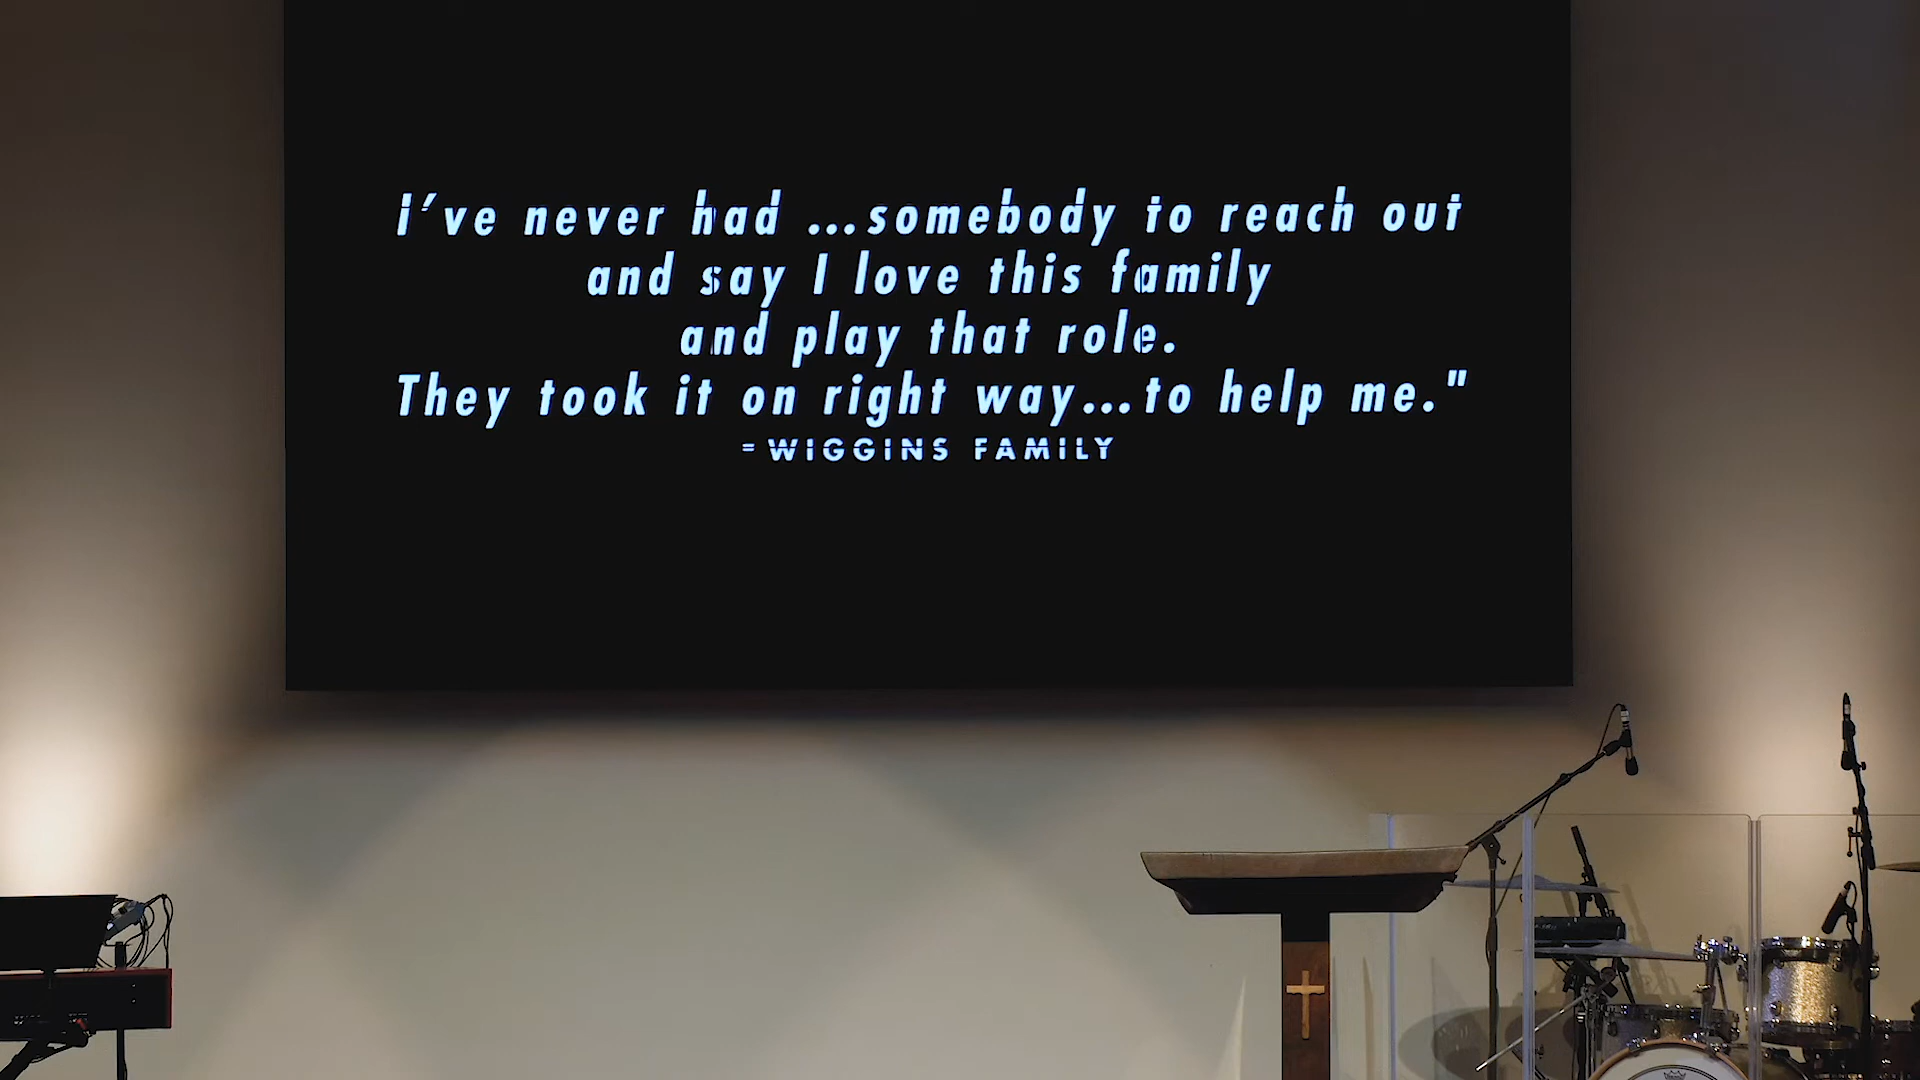 I've never had ...somebody to reach out
and say I love this family
and play that role.
They took it on right way...to help me."
- WIGGINS FAMILY